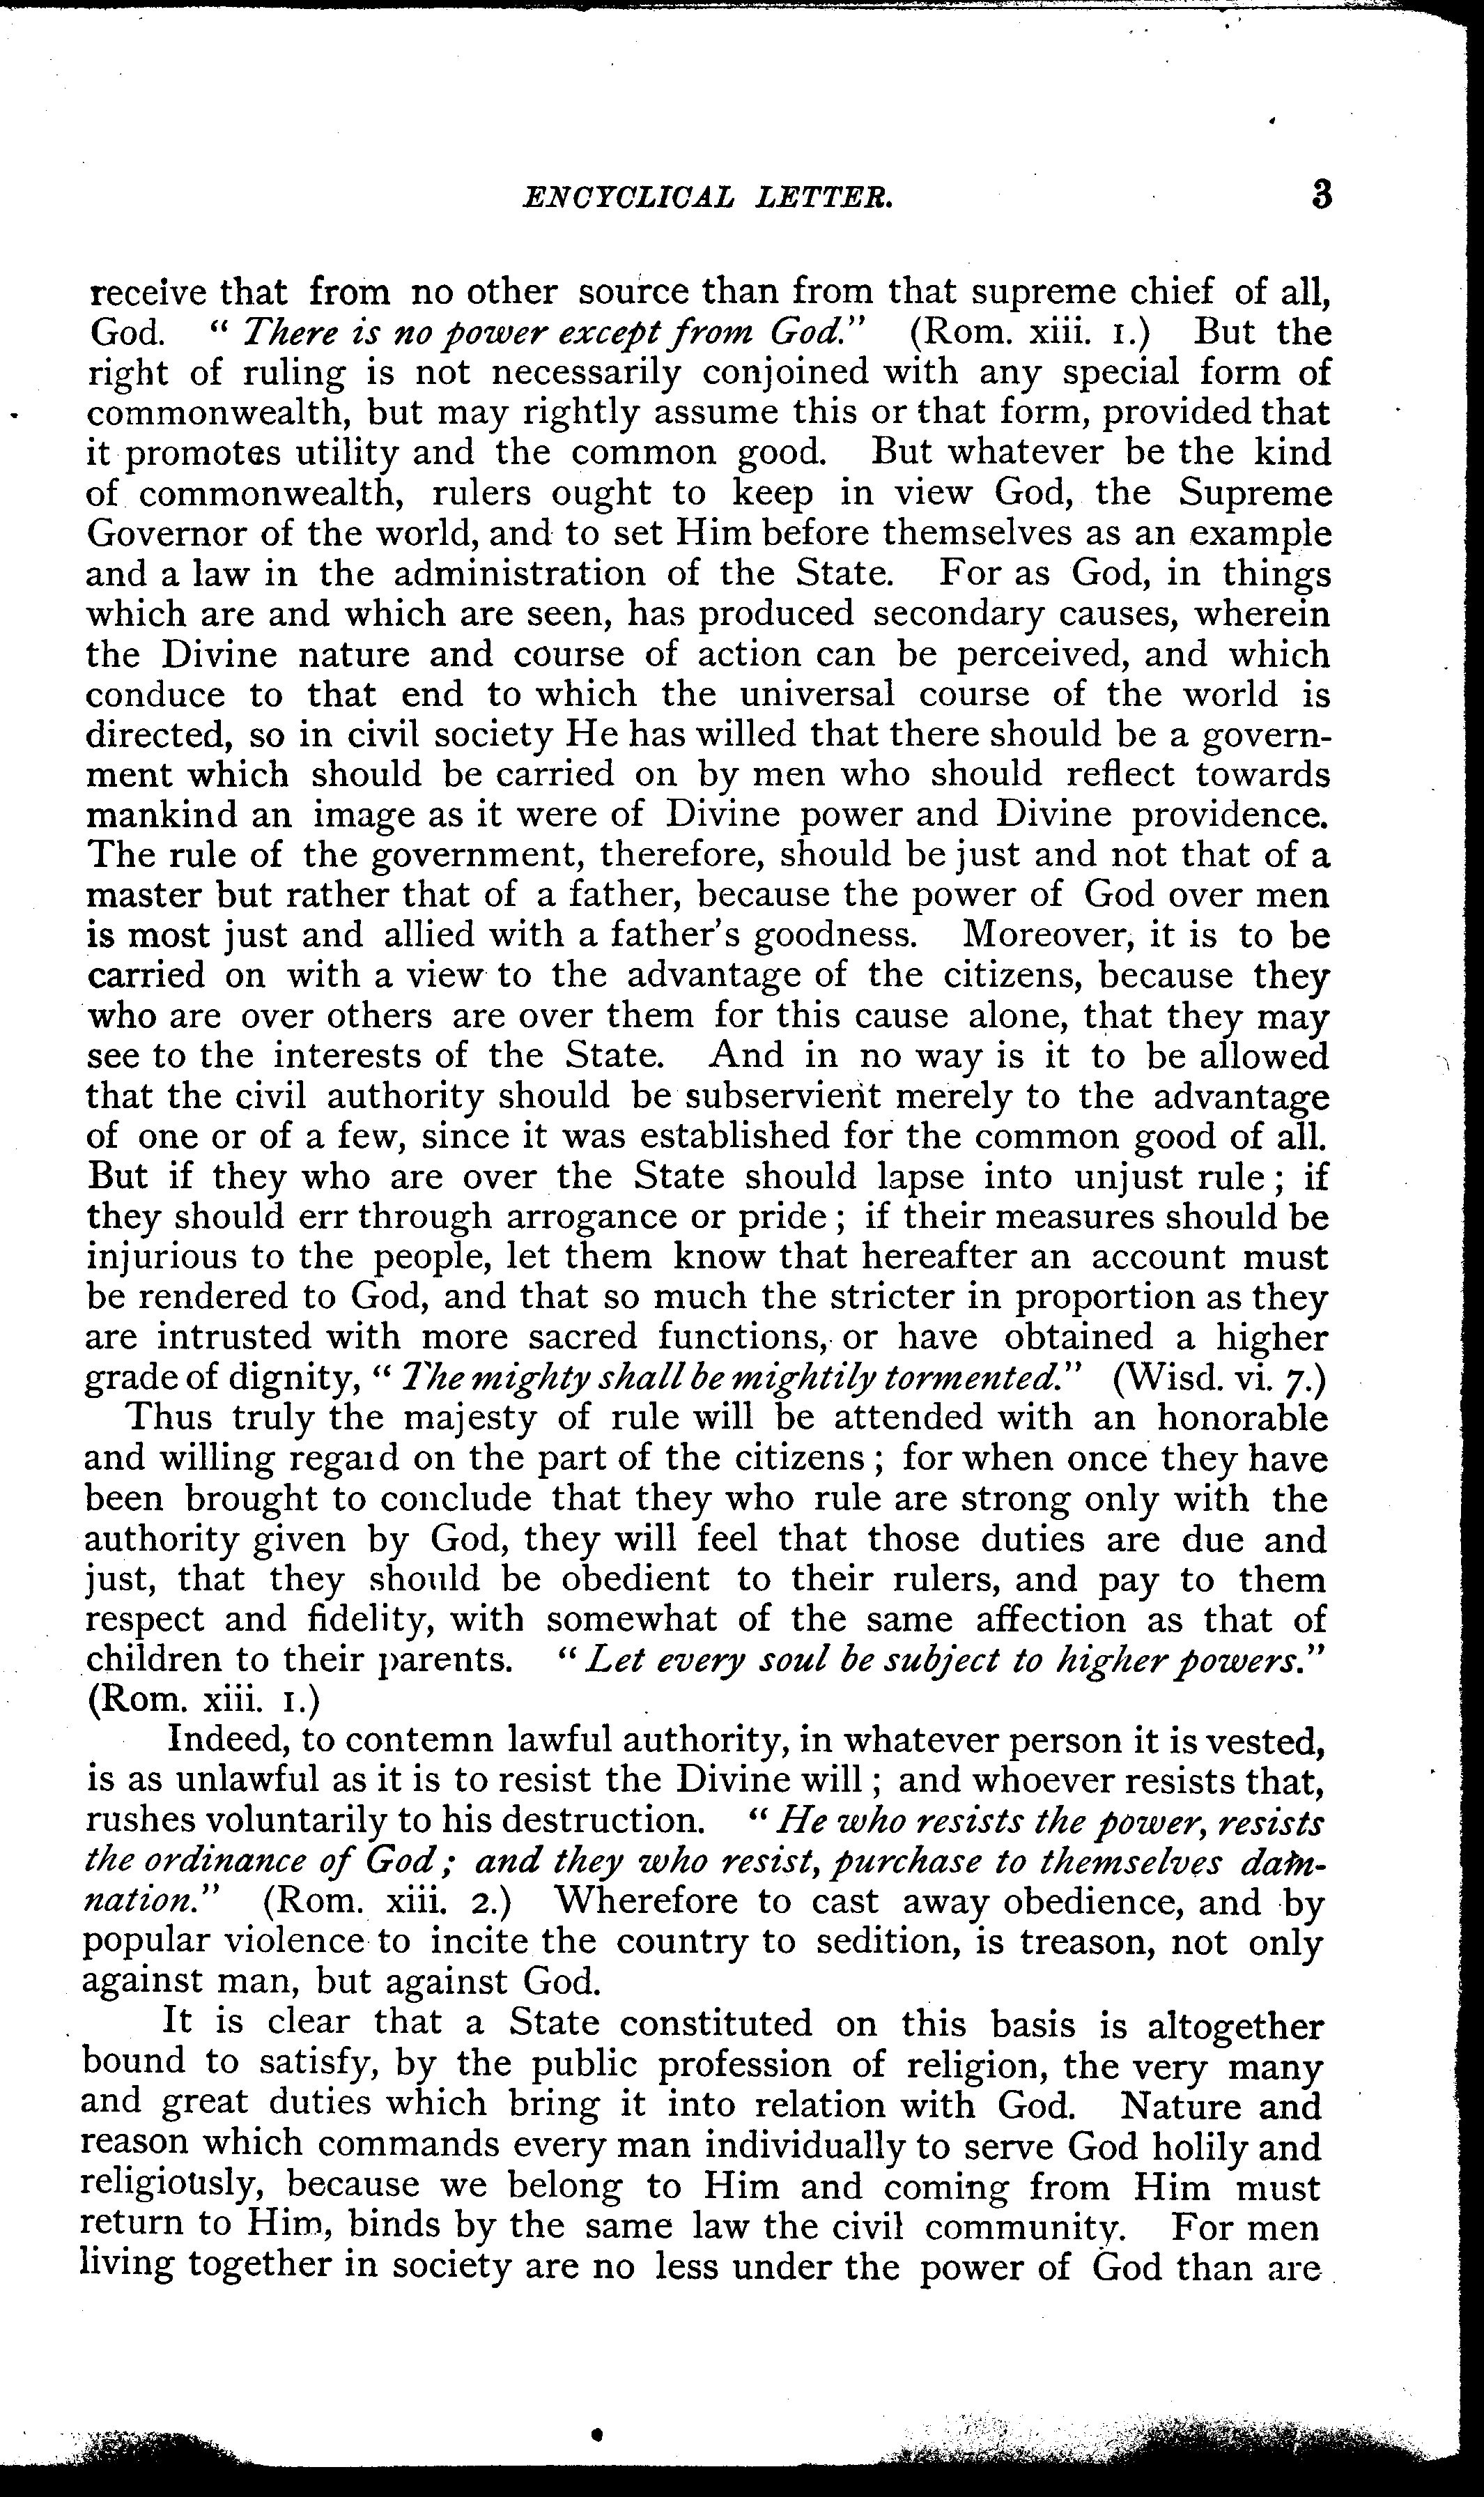 ENCYCLICAL LETTER. 3
receive that from no other source than from that supreme chief of all,
God. " There is no power except from God." (Rom. xiii. 1.) But the
right of ruling is not necessarily conjoined with any special form of
commonwealth, but may rightly assume this or that form, provided that
it promotes utility and the common good. But whatever be the kind
of commonwealth, rulers ought to keep in view God, the Supreme
Governor of the world, and to set Him before themselves as an example
and a law in the administration of the State. For as God, in things
which are and which are seen, has produced secondary causes, wherein
the Divine nature and course of action can be perceived, and which
conduce to that end to which the universal course of the world is
directed, so in civil society He has willed that there should be a govern-
ment which should be carried on by men who should reflect towards
mankind an image as it were of Divine power and Divine providence.
The rule of the government, therefore, should be just and not that of a
master but rather that of a father, because the power of God over men
is most just and allied with a father's goodness. Moreover, it is to be
carried on with a view to the advantage of the citizens, because they
who are over others are over them for this cause alone, that they may
see to the interests of the State. And in no way is it to be allowed
that the civil authority should be subservient merely to the advantage
of one or of a few, since it was established for the common good of all.
But if they who are over the State should lapse into unjust rule ; if
they should err through arrogance or pride ; if their measures should be
injurious to the people, let them know that hereafter an account must
be rendered to God, and that so much the stricter in proportion as they
are intrusted with more sacred functions, or have obtained a higher
grade of dignity, " The mighty shall be mightily tormented." (Wisd. vi. 7.)
Thus truly the majesty of rule will be attended with an honorable
and willing regard on the part of the citizens ; for when once they have
been brought to conclude that they who rule are strong only with the
authority given by God, they will feel that those duties are due and
just, that they should be obedient to their rulers, and pay to them
respect and fidelity, with somewhat of the same affection as that of
children to their parents. " Let every soul be subject to higher powers."
(Rom. xiii. 1.)
Indeed, to contemn lawful authority, in whatever person it is vested,
is as unlawful as it is to resist the Divine will ; and whoever resists that,
rushes voluntarily to his destruction. " He who resists the power, resists
the ordinance of God ; and they who resist, purchase to themselves dam-
nation." (Rom. xiii. 2.) Wherefore to cast away obedience, and by
popular violence to incite the country to sedition, is treason, not only
against man, but against God.
It is clear that a State constituted on this basis is altogether
bound to satisfy, by the public profession of religion, the very many
and great duties which bring it into relation with God. Nature and
reason which commands every man individually to serve God holily and
religiously, because we belong to Him and coming from Him must
return to Him, binds by the same law the civil community. For men
living together in society are no less under the power of God than are